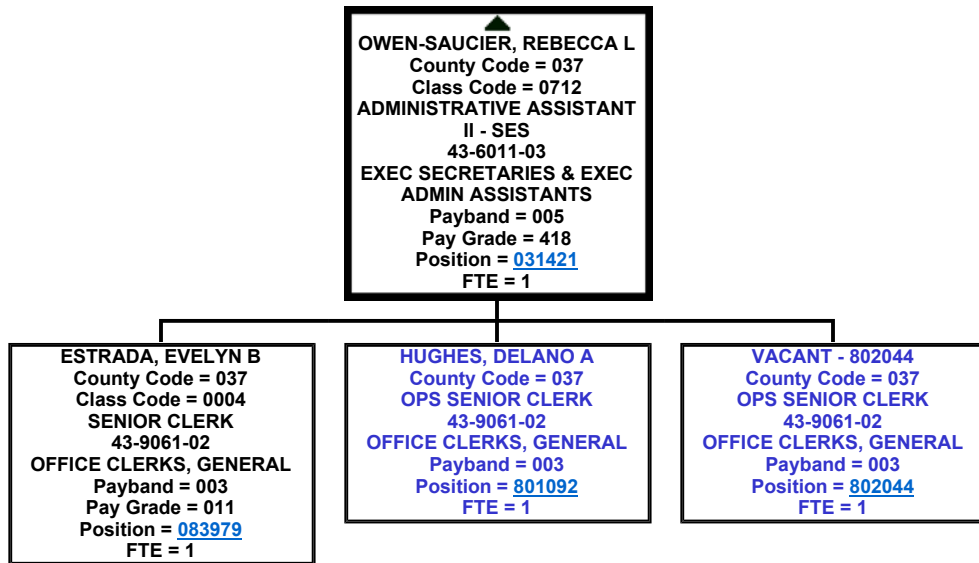 OWEN-SAUCIER, REBECCA L
County Code = 037
Class Code = 0712
ADMINISTRATIVE ASSISTANT
II - SES
43-6011-03
EXEC SECRETARIES & EXEC
ADMIN ASSISTANTS
Payband = 005
Pay Grade = 418
Position = 031421
FTE = 1
ESTRADA, EVELYN B
County Code = 037
Class Code = 0004
SENIOR CLERK
43-9061-02
OFFICE CLERKS, GENERAL
Payband = 003
Pay Grade = 011
Position = 083979
FTE = 1
HUGHES, DELANO A
County Code = 037
OPS SENIOR CLERK
43-9061-02
OFFICE CLERKS, GENERAL
Payband = 003
Position = 801092
FTE = 1
VACANT - 802044
County Code = 037
OPS SENIOR CLERK
43-9061-02
OFFICE CLERKS, GENERAL
Payband = 003
Position = 802044
FTE = 1